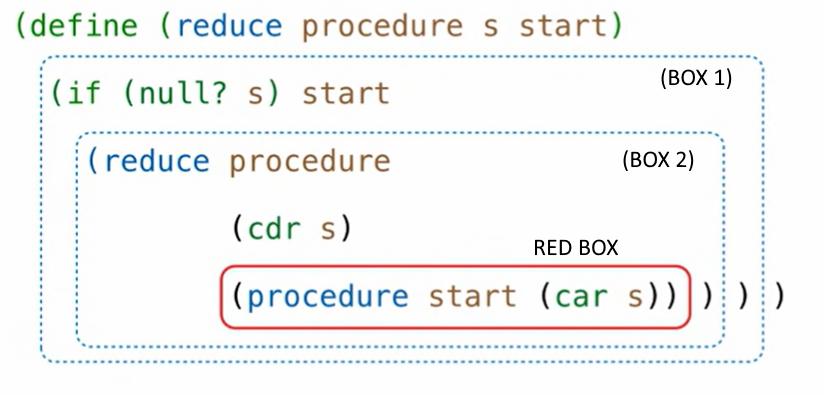 (define (reduce procedure s start)
(if (null? s) start (BOX 1)
(reduce procedure (BOX 2)
(cdr s)
RED BOX
(procedure start (car s)) ) ) )